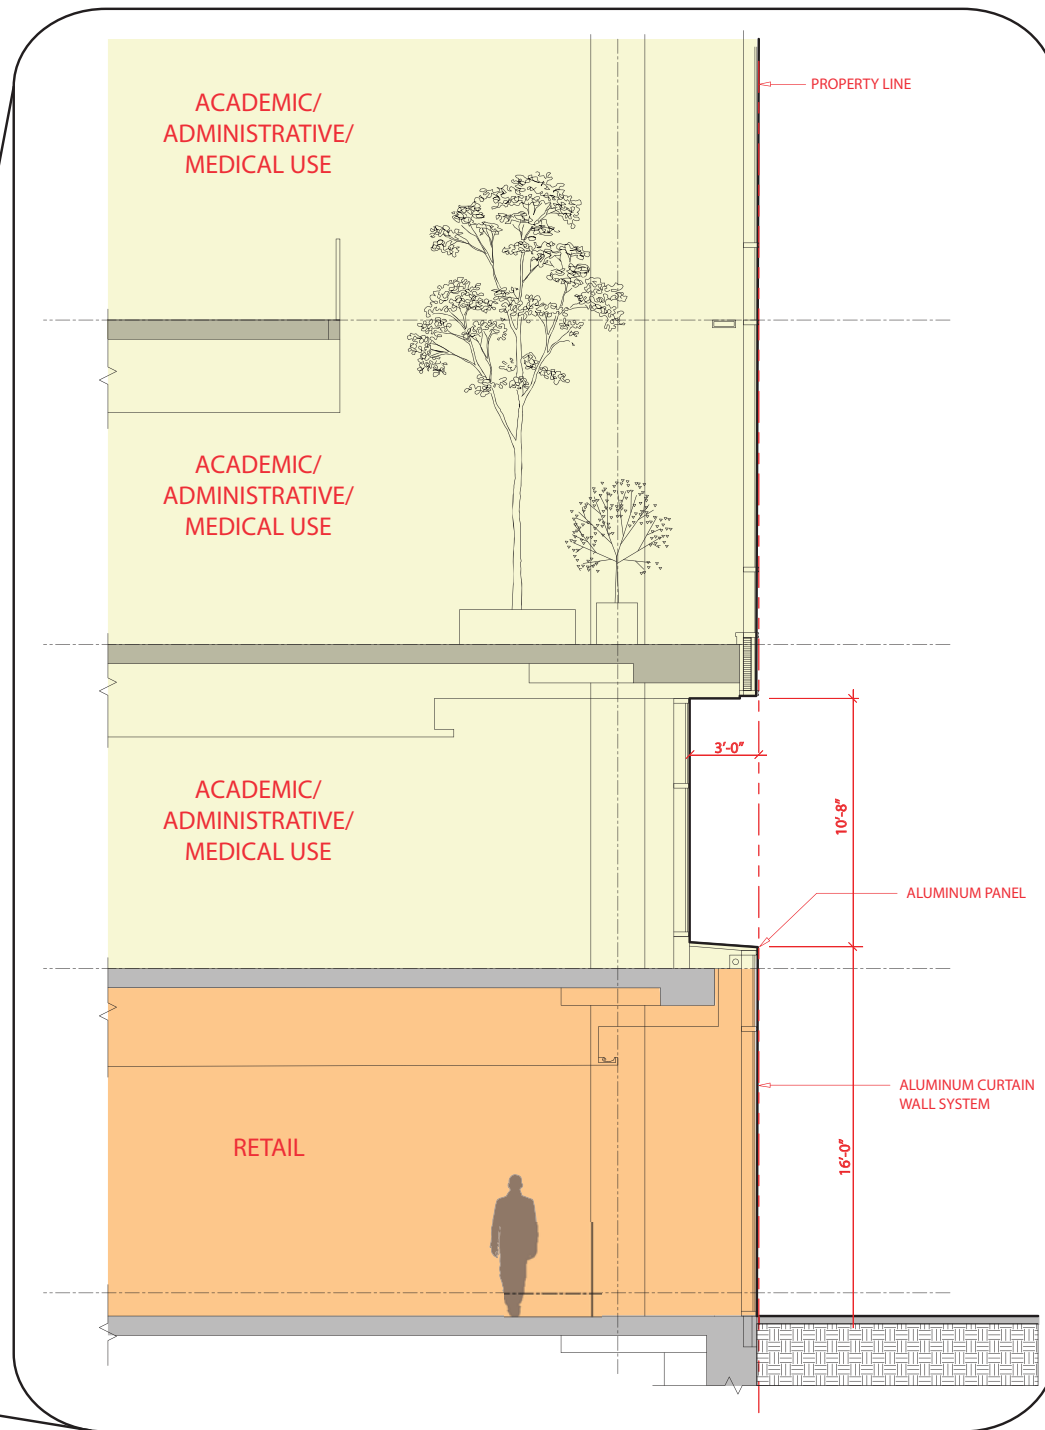 ACADEMIC/
ADMINISTRATIVE/
MEDICAL USE
PROPERTY LINE
ACADEMIC/
ADMINISTRATIVE/
MEDICAL USE
3'-0"
ACADEMIC/
ADMINISTRATIVE/
MEDICAL USE
10'-8"
ALUMINUM PANEL
ALUMINUM CURTAIN
WALL SYSTEM
RETAIL
16'-0"